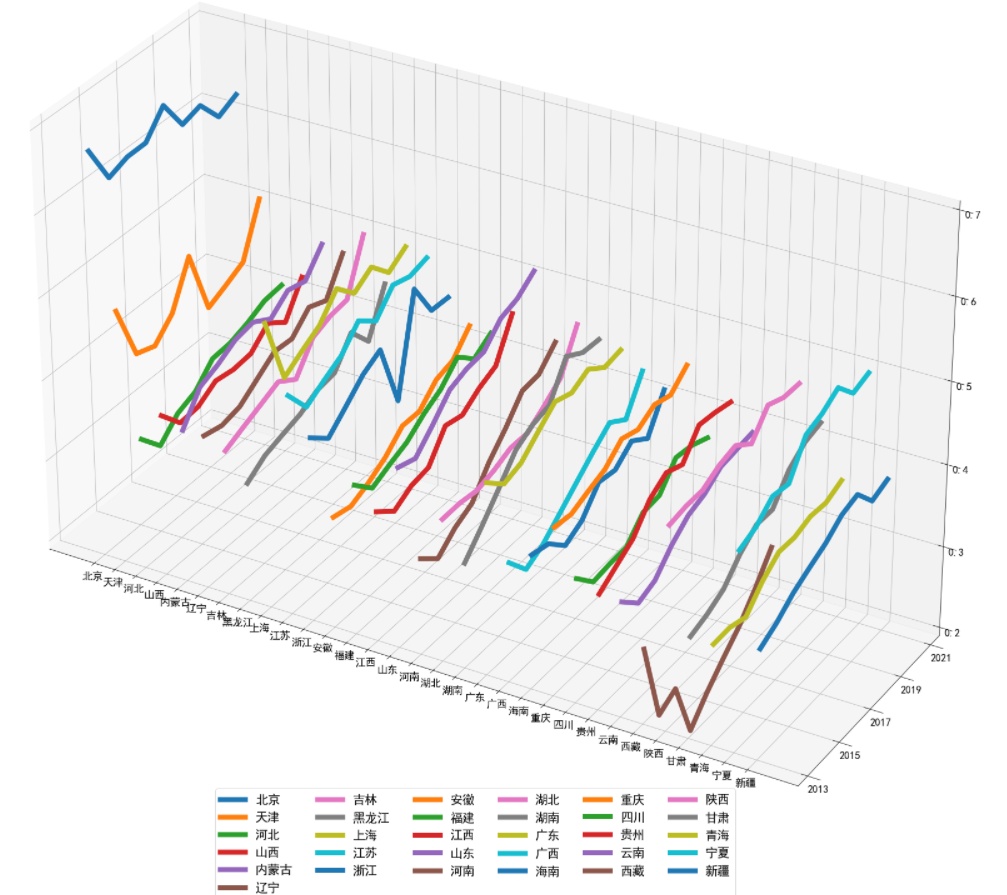 0.7
0.6
0.5
0.4
0.3
0.2
2021
2019
2017
2015
2013
北京
天津
河北
山西
内蒙古
辽宁
吉林
黑龙江
上海
江苏
浙江
安徽
福建
江西
山东
河南
湖北
湖南
广东
广西
海南
重庆
四川
贵州
云南
西藏
陕西
甘肃
青海
宁夏
新疆
北京 吉林 安徽 湖北 重庆 陕西
天津 黑龙江 福建 湖南 四川 甘肃
河北 上海 江西 广东 贵州 青海
山西 江苏 山东 广西 云南 宁夏
内蒙古 浙江 河南 海南 西藏 新疆
辽宁